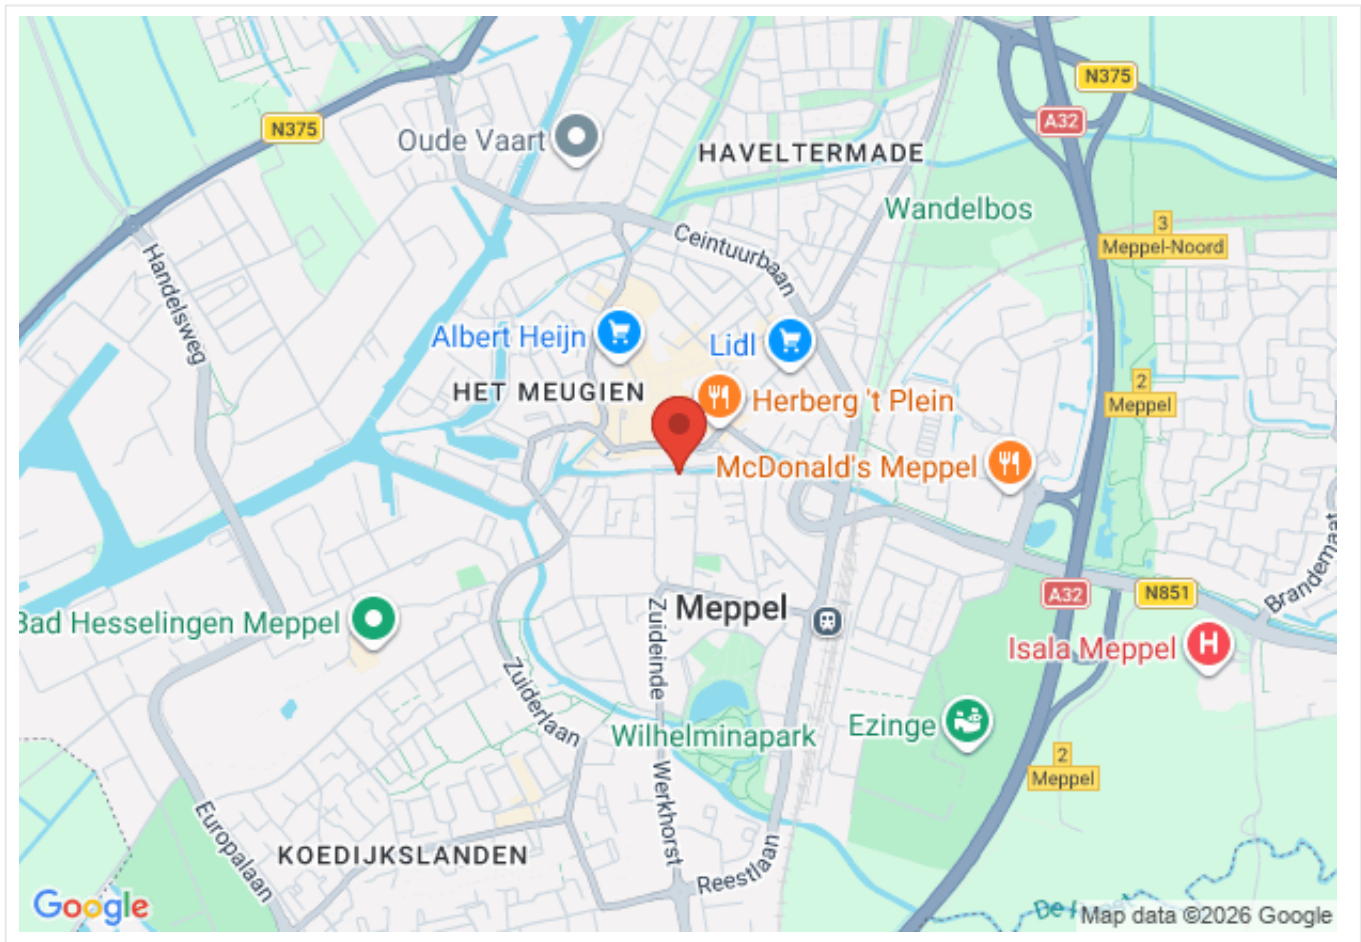 N375
A32
N375
Oude Vaart
HAVELTERMADE
Wandelbos
3
Meppel-Noord
Ceintuurbaan
Handelsweg
Albert Heijn
Lidl
HET MEUGIEN
Herberg 't Plein
2
Meppel
McDonald's Meppel
Brandemaat
A32
N851
Bad Hesselingen Meppel
Zuideinde
Meppel
Isala Meppel
H
Zuiderlaan
Wilhelminapark
Ezinge
2
Meppel
Werkhorst
Europalaan
KOEDIJKSLANDEN
Reestlaan
Google
Map data ©2026 Google